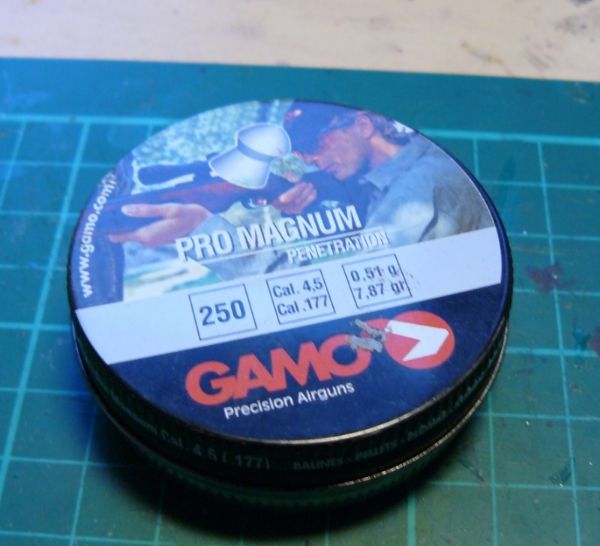 www.gamo.com
PRO MAGNUM
PENETRATION
250
Cal. 4,5
Cal .177
0,51 g
7,87 gr
GAMO
Precision Airguns
Magnum Cal. 4,5 (.177)
BALINES - PELLETS -